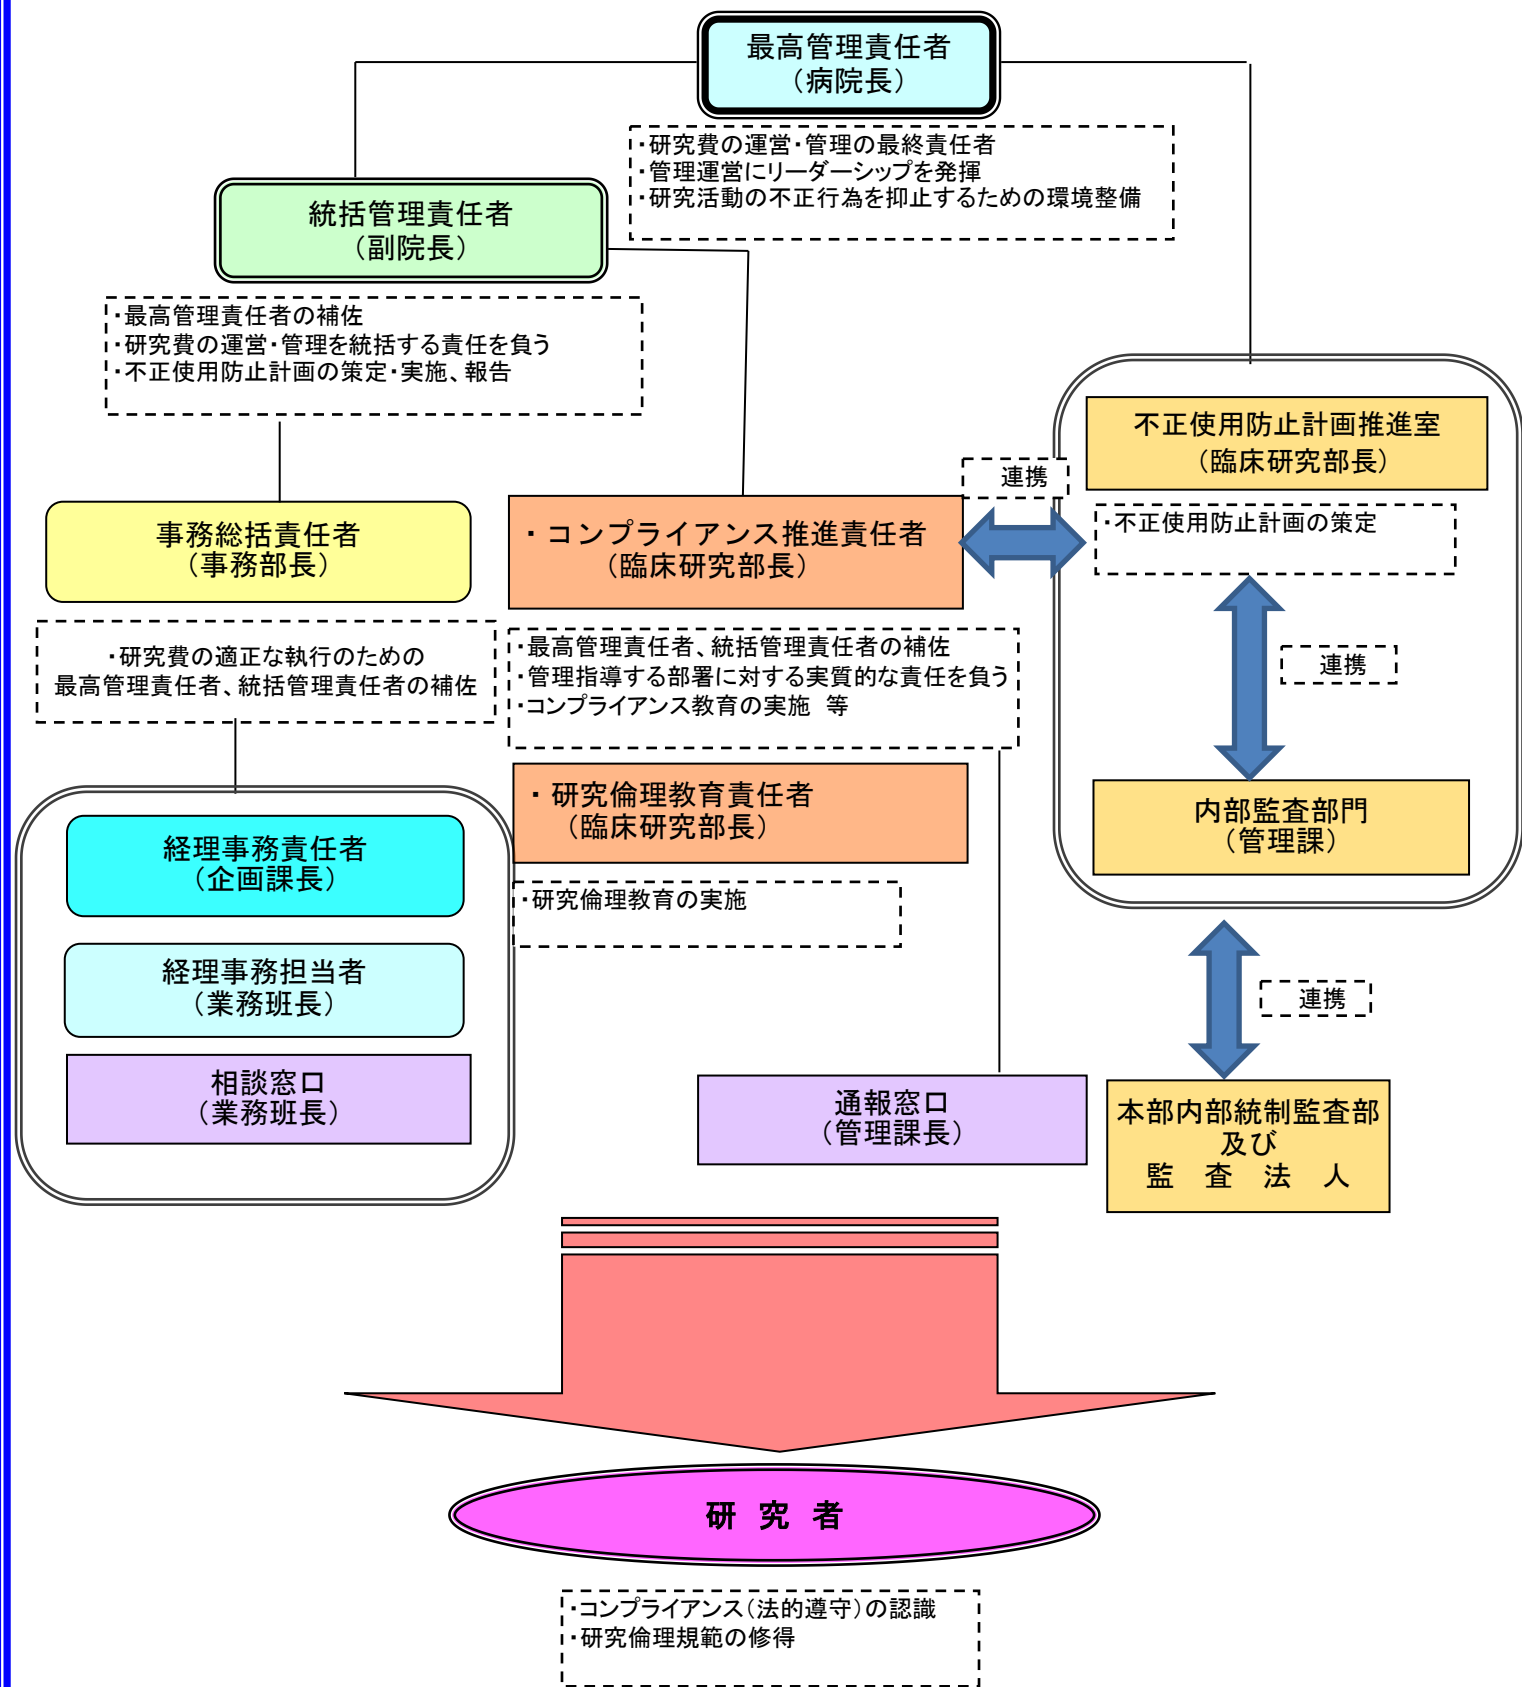 最高管理責任者
（病院長）
・研究費の運営・管理の最終責任者
・管理運営にリーダーシップを発揮
・研究活動の不正行為を抑止するための環境整備
統括管理責任者
（副院長）
・最高管理責任者の補佐
・研究費の運営・管理を統括する責任を負う
・不正使用防止計画の策定・実施、報告
不正使用防止計画推進室
（臨床研究部長）
連携
・不正使用防止計画の策定
事務総括責任者
（事務部長）
・コンプライアンス推進責任者
（臨床研究部長）
・研究費の適正な執行のための
最高管理責任者、統括管理責任者の補佐
・最高管理責任者、統括管理責任者の補佐
・管理指導する部署に対する実質的な責任を負う
・コンプライアンス教育の実施　等
連携
・研究倫理教育責任者
（臨床研究部長）
・研究倫理教育の実施
内部監査部門
（管理課）
経理事務責任者
（企画課長）
経理事務担当者
（業務班長）
相談窓口
（業務班長）
連携
通報窓口
（管理課長）
本部内部統制監査部
及び
監　査　法　人
研　究　者
・コンプライアンス（法的遵守）の認識
・研究倫理規範の修得